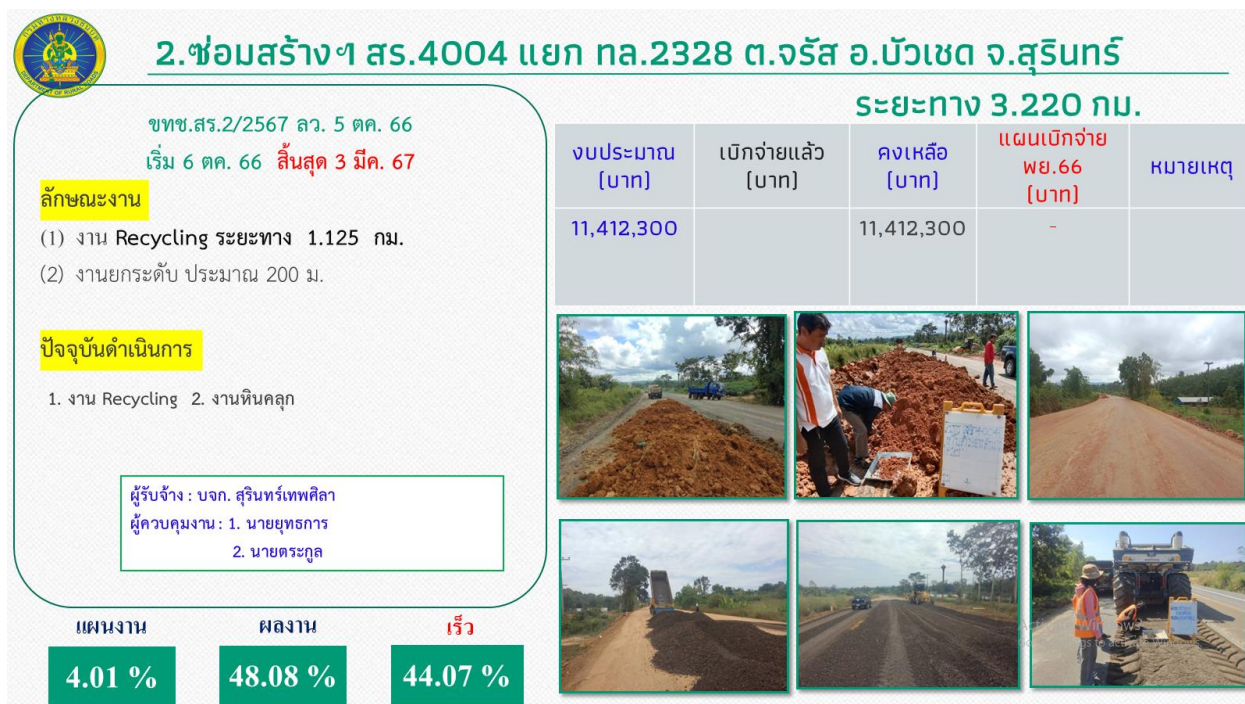 2.ซ่อมสร้างฯ สร.4004 แยก ทล.2328 ต.จรัส อ.บัวเชด จ.สุรินทร์
ระยะทาง 3.220 กม.
ขทช.สร.2/2567 ลว. 5 ตค. 66
เริ่ม 6 ตค. 66 สิ้นสุด 3 มีค. 67
ลักษณะงาน
(1) งาน Recycling ระยะทาง 1.125 กม.
(2) งานยกระดับ ประมาณ 200 ม.
ปัจจุบันดำเนินการ
1. งาน Recycling 2. งานหินคลุก
ผู้รับจ้าง : บจก. สุรินทร์เทพศิลา
ผู้ควบคุมงาน : 1. นายยุทธการ
2. นายตระกูล
แผนงาน ผลงาน เร็ว
4.01 % 48.08 % 44.07 %
งบประมาณ (บาท) เบิกจ่ายแล้ว (บาท) คงเหลือ (บาท) แผนเบิกจ่าย พย.66 (บาท) หมายเหตุ
11,412,300 11,412,300 -
DEPARTMENT OF RURAL ROADS